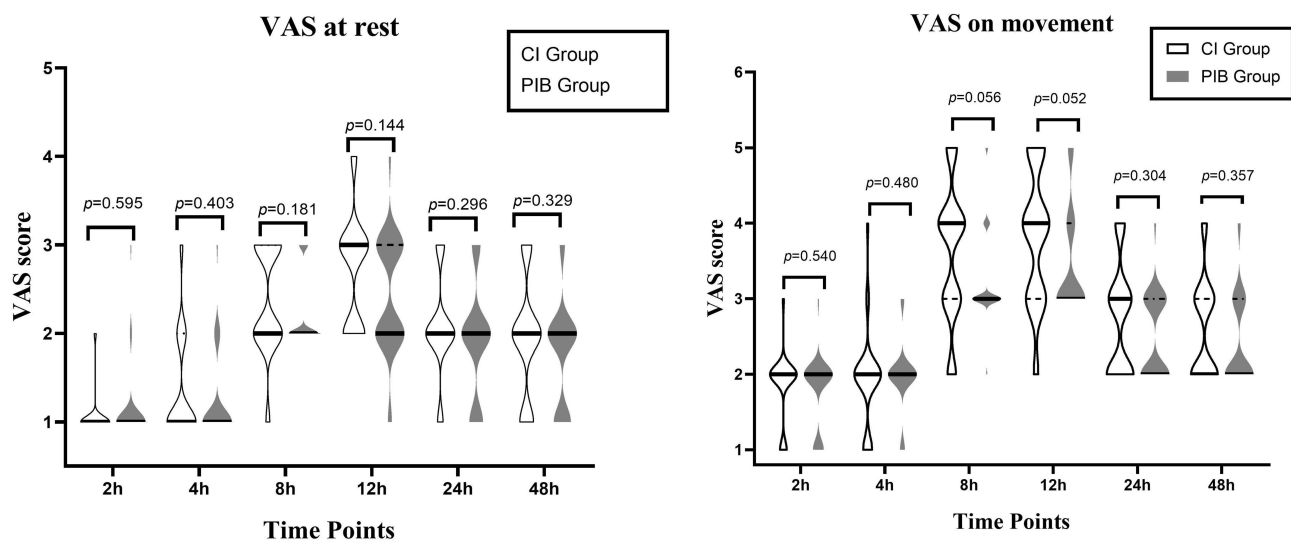 VAS at rest
CI Group
PIB Group
VAS score
5
4
3
2
1
p=0.595
p=0.403
p=0.181
p=0.144
p=0.296
p=0.329
2h
4h
8h
12h
24h
48h
Time Points
VAS on movement
CI Group
PIB Group
VAS score
6
5
4
3
2
1
p=0.540
p=0.480
p=0.056
p=0.052
p=0.304
p=0.357
2h
4h
8h
12h
24h
48h
Time Points